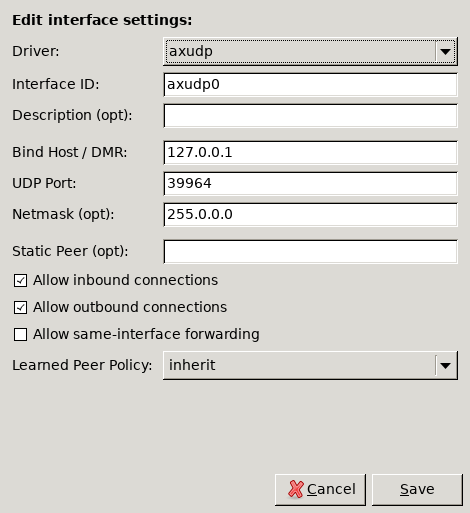 Edit interface settings:
Driver: axudp
Interface ID: axudp0
Description (opt):
Bind Host / DMR: 127.0.0.1
UDP Port: 39964
Netmask (opt): 255.0.0.0
Static Peer (opt):
Allow inbound connections
Allow outbound connections
Allow same-interface forwarding
Learned Peer Policy: inherit
Cancel Save